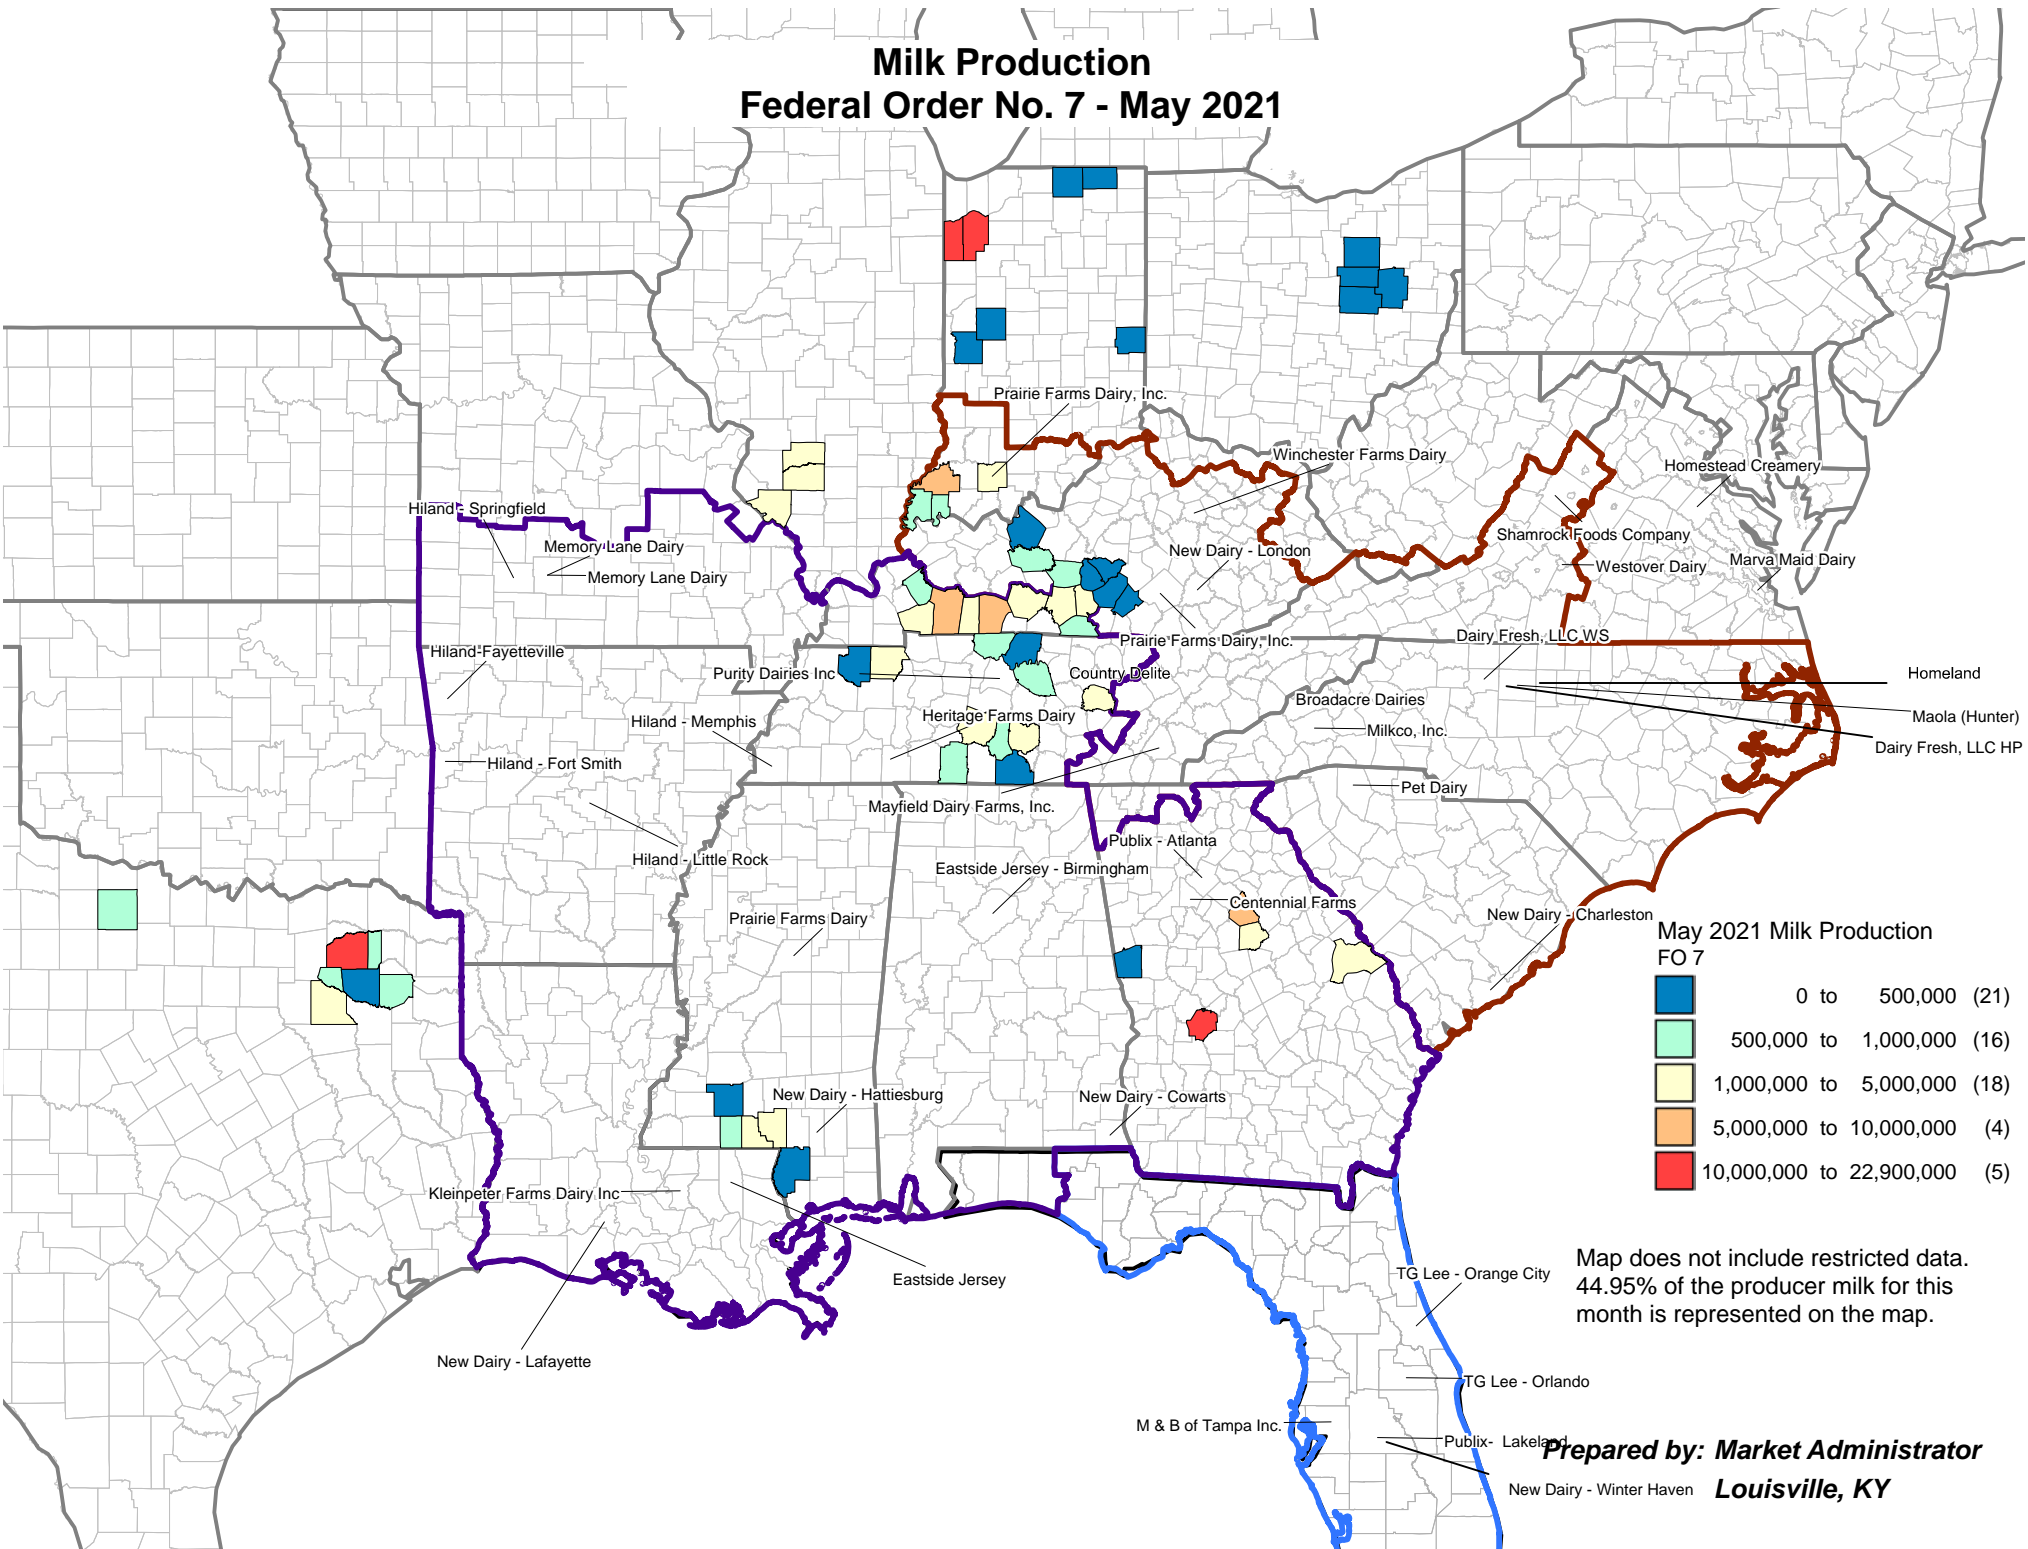 Milk Production
Federal Order No. 7 - May 2021
Prairie Farms Dairy, Inc.
Winchester Farms Dairy
Homestead Creamery
Hiland - Springfield
Shamrock Foods Company
Memory Lane Dairy
New Dairy - London
Marva Maid Dairy
Westover Dairy
Memory Lane Dairy
Dairy Fresh, LLC WS
Prairie Farms Dairy, Inc.
Hiland-Fayetteville
Purity Dairies Inc
Country Delite
Homeland
Broadacre Dairies
Hiland - Memphis
Heritage Farms Dairy
Maola (Hunter)
Milkco, Inc.
Dairy Fresh, LLC HP
Hiland - Fort Smith
Pet Dairy
Mayfield Dairy Farms, Inc.
Publix - Atlanta
Hiland - Little Rock
Eastside Jersey - Birmingham
Centennial Farms
Prairie Farms Dairy
New Dairy - Charleston
May 2021 Milk Production
FO 7
0 to 500,000 (21)
500,000 to 1,000,000 (16)
1,000,000 to 5,000,000 (18)
5,000,000 to 10,000,000 (4)
10,000,000 to 22,900,000 (5)
New Dairy - Hattiesburg
New Dairy - Cowarts
Kleinpeter Farms Dairy Inc
Eastside Jersey
Map does not include restricted data.
44.95% of the producer milk for this
month is represented on the map.
TG Lee - Orange City
New Dairy - Lafayette
TG Lee - Orlando
M & B of Tampa Inc.
Publix- Lakeland
Prepared by: Market Administrator
Louisville, KY
New Dairy - Winter Haven